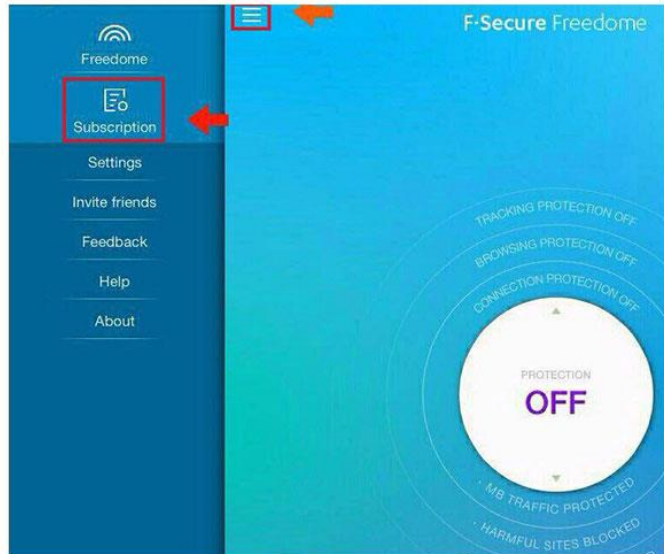 F-Secure Freedome
Freedome
Subscription
Settings
Invite friends
Feedback
Help
About
TRACKING PROTECTION OFF
BROWSING PROTECTION OFF
CONNECTION PROTECTION OFF
PROTECTION
OFF
- MB TRAFFIC PROTECTED
- HARMFUL SITES BLOCKED